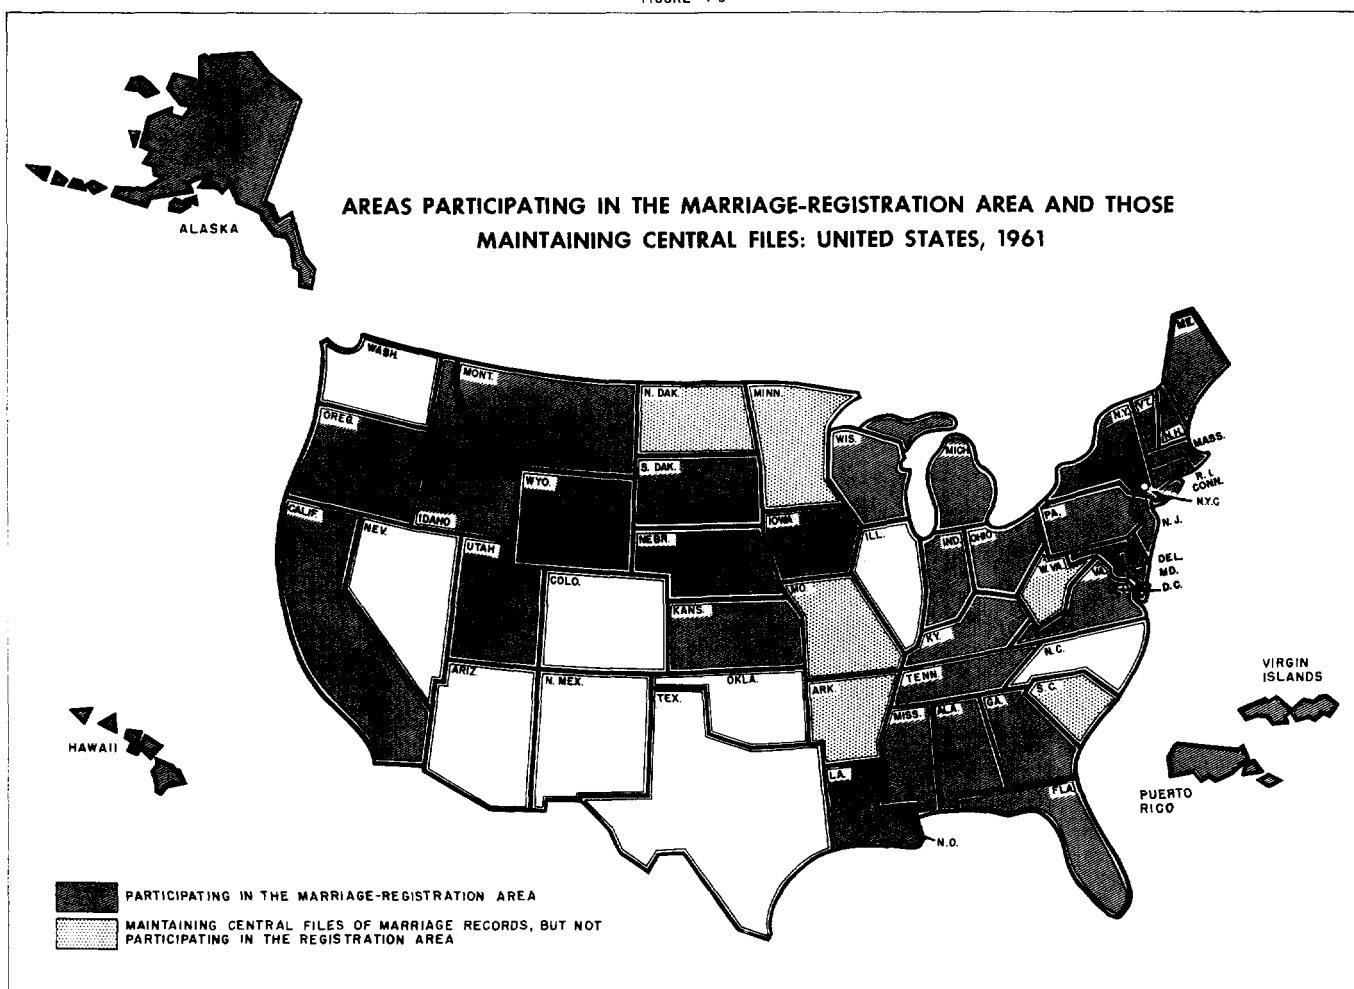 ALASKA
AREAS PARTICIPATING IN THE MARRIAGE-REGISTRATION AREA AND THOSE
MAINTAINING CENTRAL FILES: UNITED STATES, 1961
WASH.
MONT.
N. DAK.
MINN.
ME.
OREG.
WIS.
MICH.
N.Y.
VT.
N.H.
MASS.
S. DAK.
WYO.
R. I.
CONN.
N.Y.C
CALIF.
NEV.
IDAHO
IOWA
PA.
N. J.
UTAH
NEBR.
ILL.
IND.
OHIO
DEL.
MD.
D.C.
W.VA.
VA.
COLO.
KANS.
MO.
KY.
N.C.
ARIZ.
N. MEX.
OKLA.
TEX.
TENN.
ARK.
S. C.
VIRGIN
ISLANDS
MISS.
ALA.
GA.
HAWAII
LA.
FLA.
PUERTO
RICO
N.O.
PARTICIPATING IN THE MARRIAGE-REGISTRATION AREA
MAINTAINING CENTRAL FILES OF MARRIAGE RECORDS, BUT NOT
PARTICIPATING IN THE REGISTRATION AREA